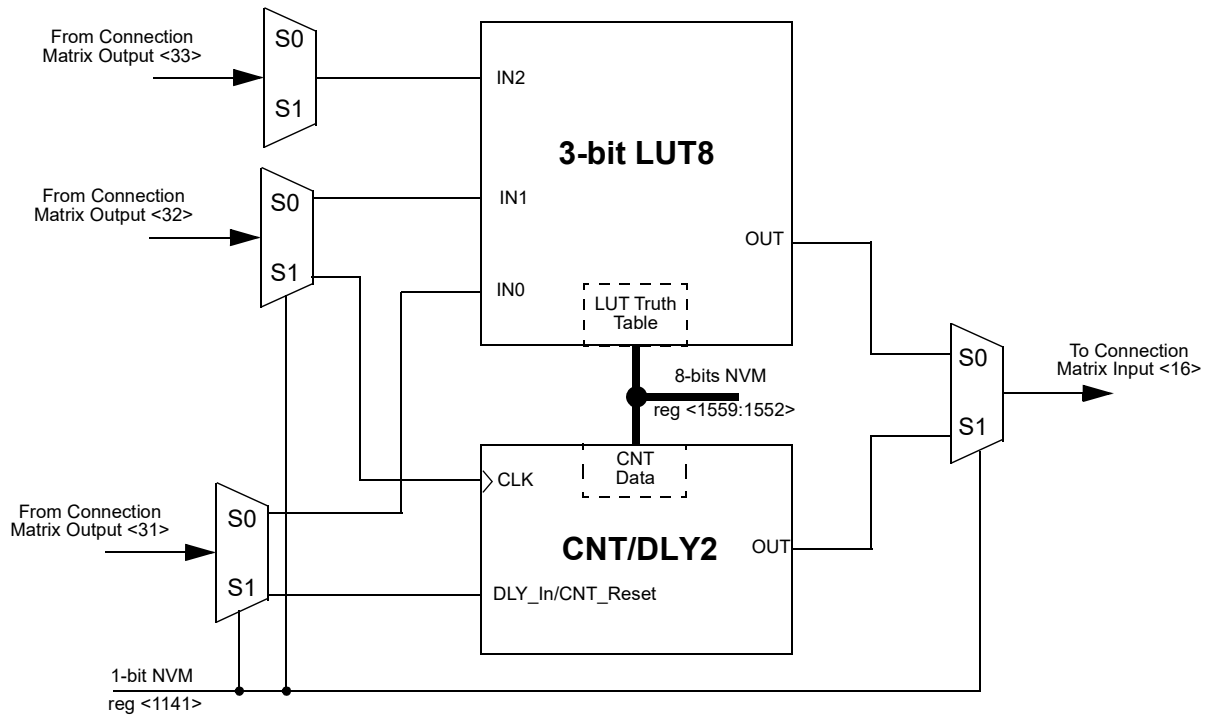 From Connection
Matrix Output <33>
S0
S1
IN2
3-bit LUT8
From Connection
Matrix Output <32>
S0
S1
IN1
OUT
IN0
LUT Truth
Table
8-bits NVM
reg <1559:1552>
S0
S1
To Connection
Matrix Input <16>
CNT
Data
CLK
From Connection
Matrix Output <31>
S0
S1
CNT/DLY2
OUT
DLY_In/CNT_Reset
1-bit NVM
reg <1141>